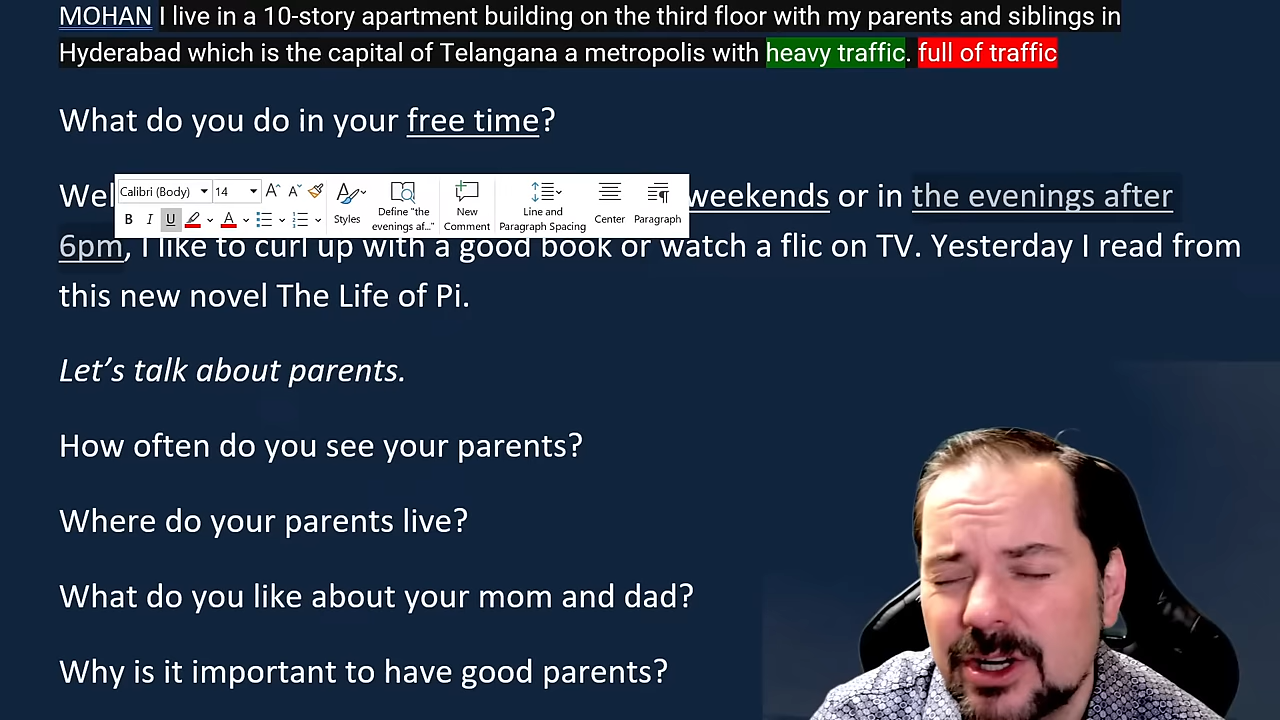 MOHAN I live in a 10-story apartment building on the third floor with my parents and siblings in
Hyderabad which is the capital of Telangana a metropolis with heavy traffic. full of traffic
What do you do in your free time?
Wel weekends or in the evenings after
Calibri (Body) 14 A A Styles Define "the evenings af..." New Comment Line and Paragraph Spacing Center Paragraph
B I U A
6pm, I like to curl up with a good book or watch a flic on TV. Yesterday I read from
this new novel The Life of Pi.
Let's talk about parents.
How often do you see your parents?
Where do your parents live?
What do you like about your mom and dad?
Why is it important to have good parents?